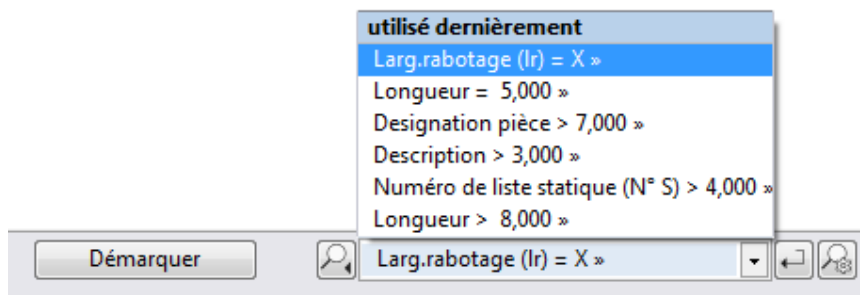 utilisé dernièrement
Larg.rabotage (lr) = X »
Longueur = 5,000 »
Designation pièce > 7,000 »
Description > 3,000 »
Numéro de liste statique (N° S) > 4,000 »
Longueur > 8,000 »
Démarquer
Larg.rabotage (lr) = X »